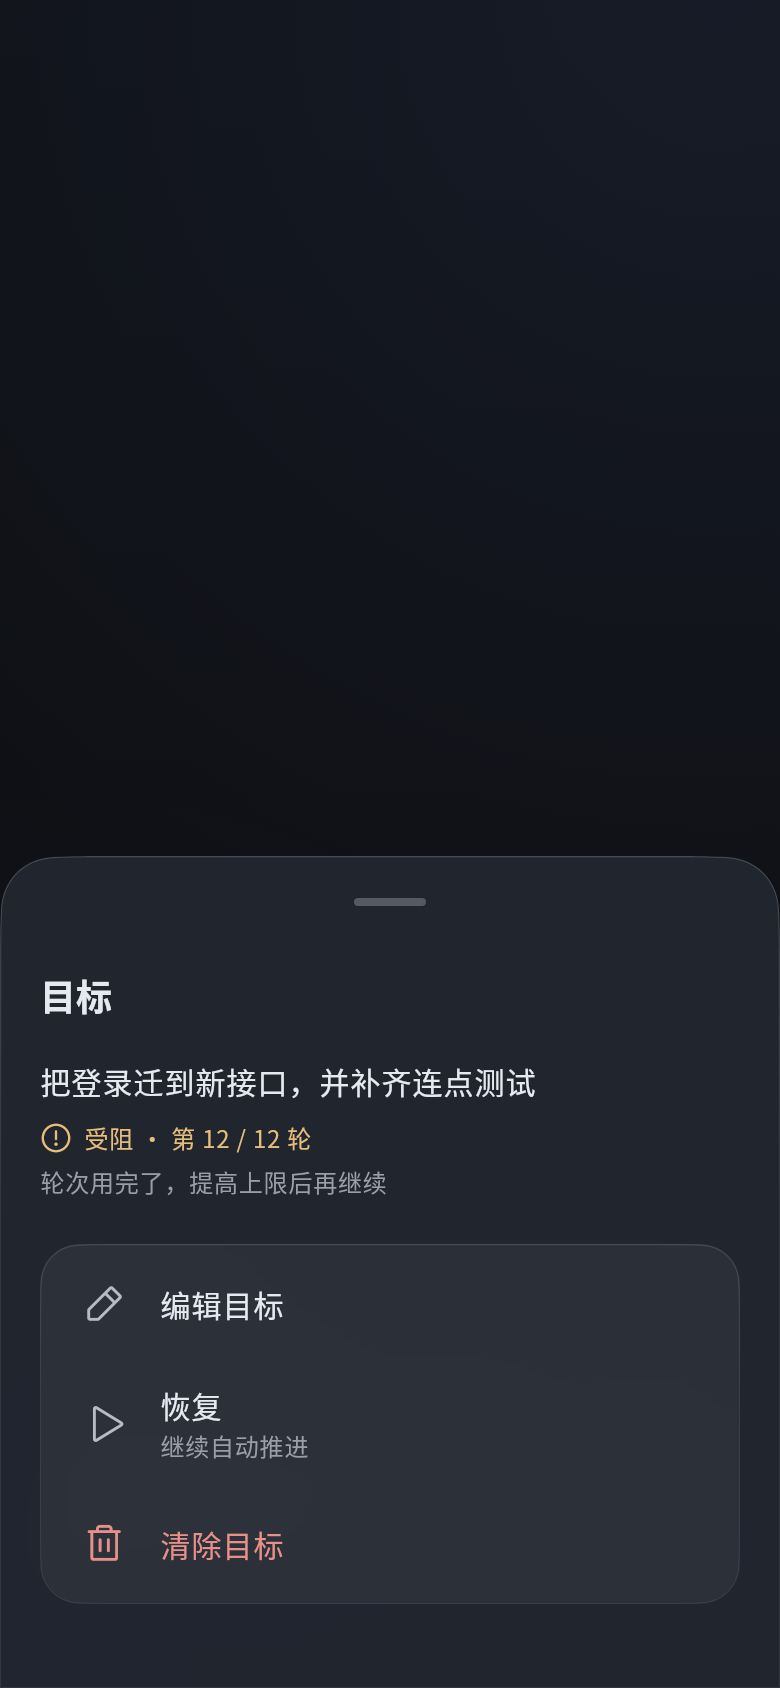 目标
把登录迁到新接口，并补齐连点测试
受阻 · 第 12 / 12 轮
轮次用完了，提高上限后再继续
编辑目标
恢复
继续自动推进
清除目标